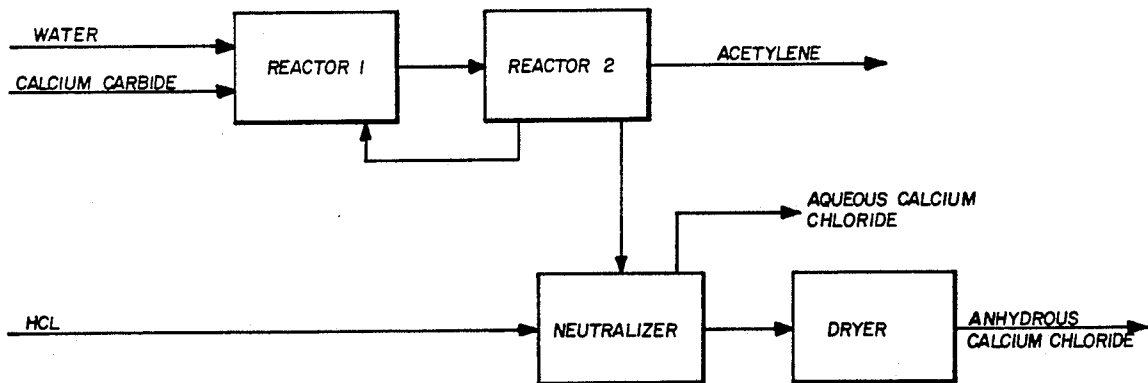 WATER
CALCIUM CARBIDE
REACTOR 1
REACTOR 2
ACETYLENE
AQUEOUS CALCIUM
CHLORIDE
HCL
NEUTRALIZER
DRYER
ANHYDROUS
CALCIUM CHLORIDE